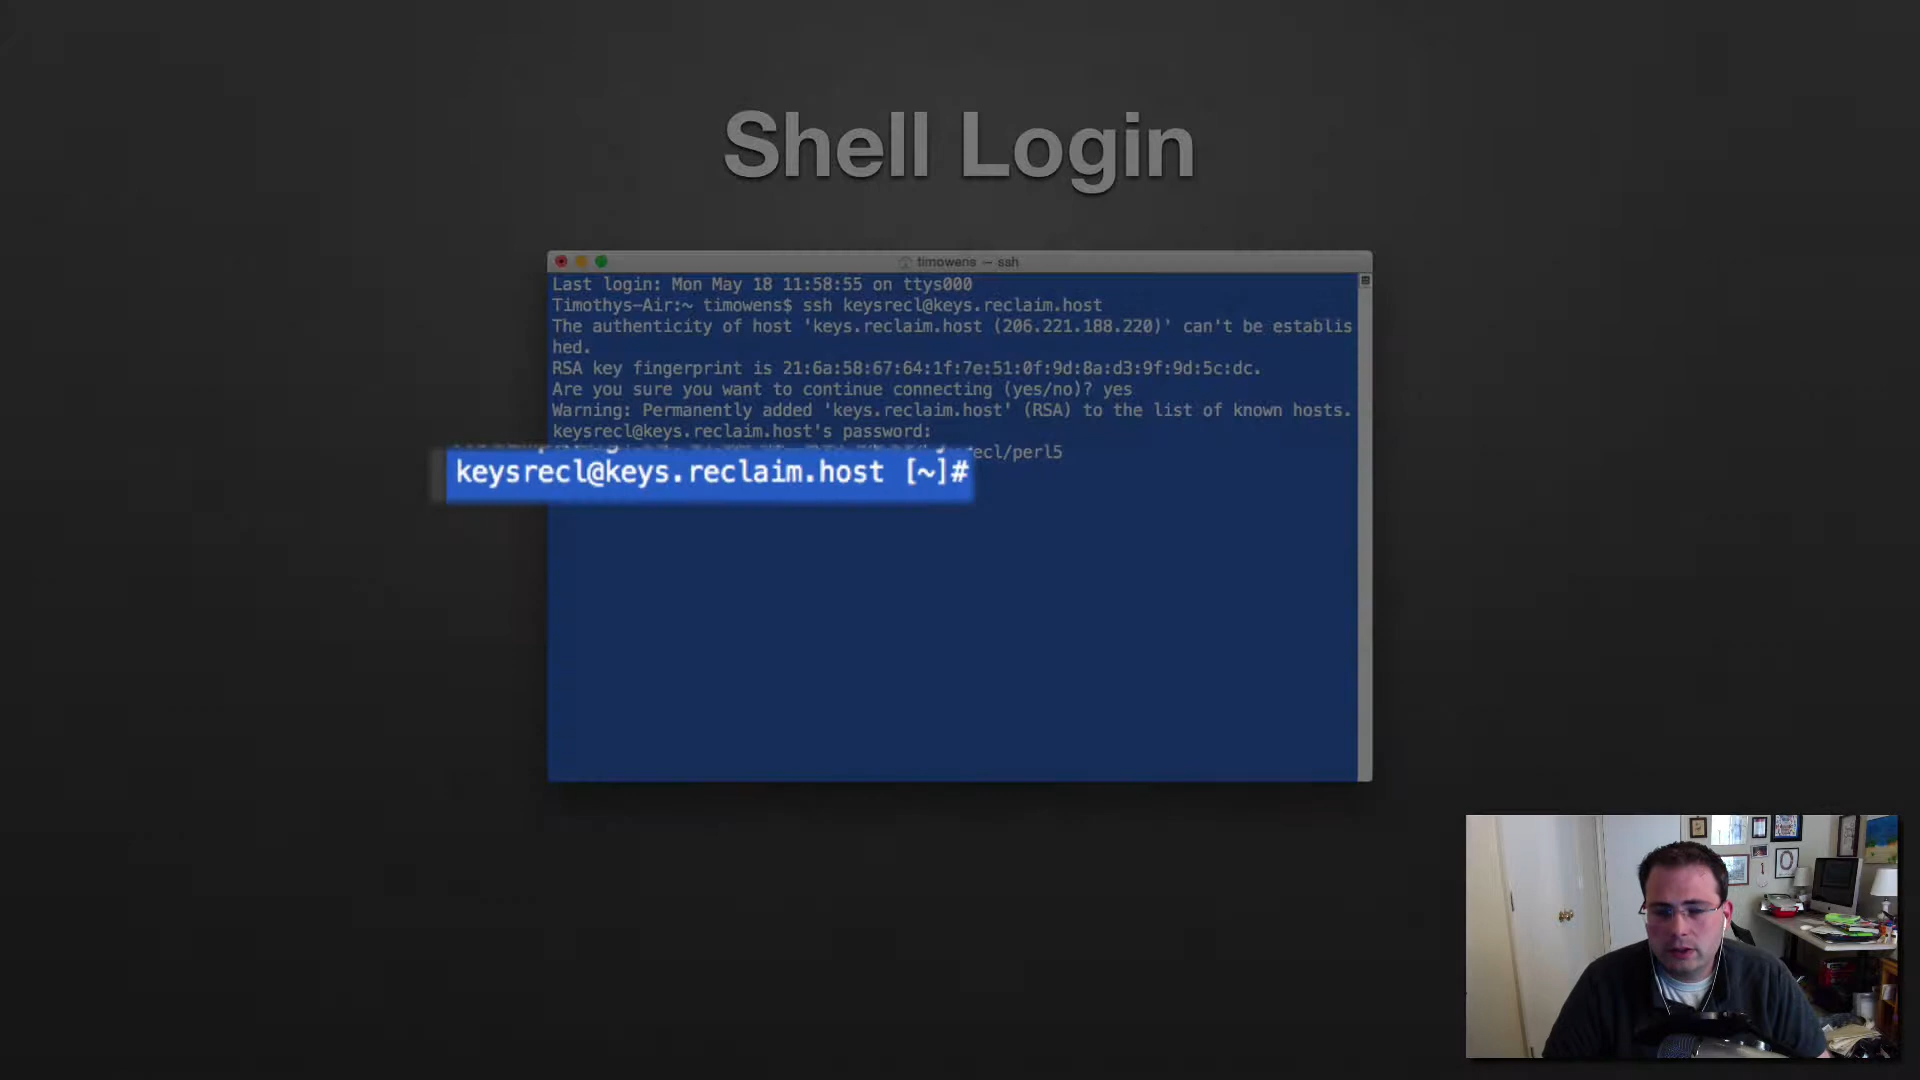 Shell Login
timowens — ssh
Last login: Mon May 18 11:58:55 on ttys000
Timothys-Air:~ timowens$ ssh keysrecl@keys.reclaim.host
The authenticity of host 'keys.reclaim.host (206.221.188.220)' can't be establis
hed.
RSA key fingerprint is 21:6a:58:67:64:1f:7e:51:0f:9d:8a:d3:9f:9d:5c:dc.
Are you sure you want to continue connecting (yes/no)? yes
Warning: Permanently added 'keys.reclaim.host' (RSA) to the list of known hosts.
keysrecl@keys.reclaim.host's password:
ecl/perl5
keysrecl@keys.reclaim.host [~]#